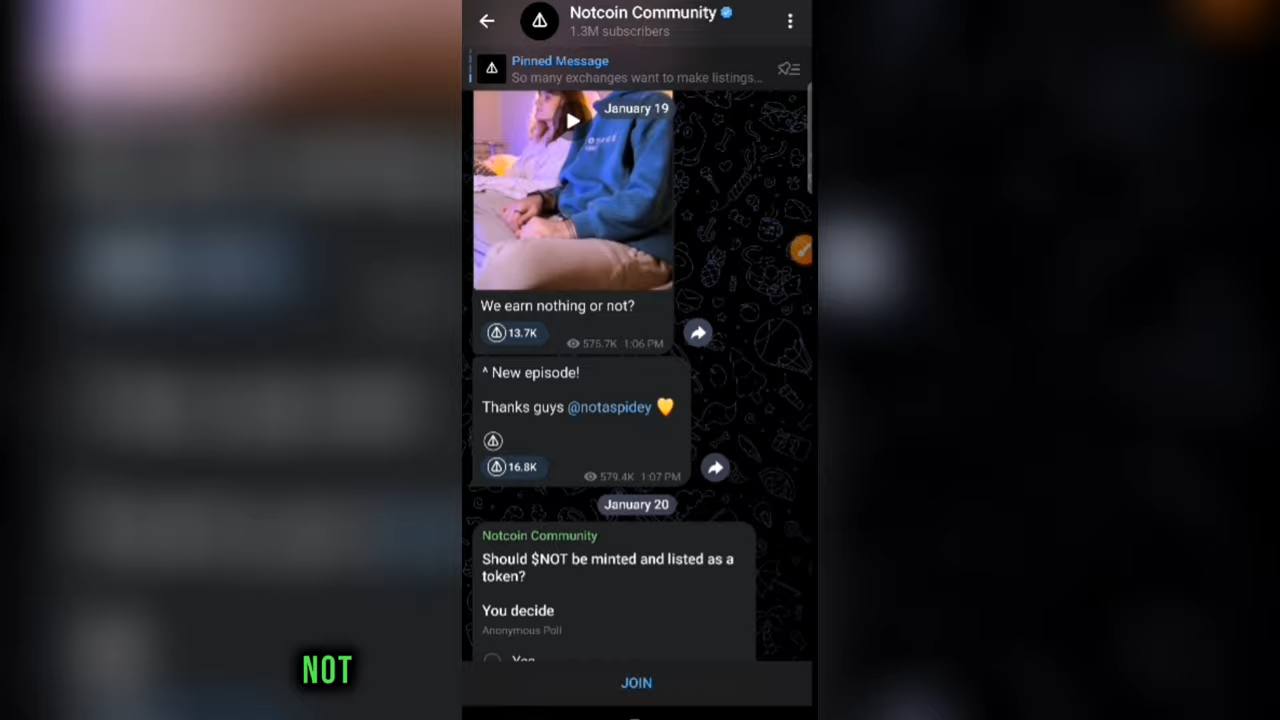 Notcoin Community
1.3M subscribers
Pinned Message
So many exchanges want to make listings...
January 19
We earn nothing or not?
13.7K
575.7K 1:06 PM
^ New episode!
Thanks guys @notaspidey 💛
16.8K
579.4K 1:07 PM
January 20
Notcoin Community
Should $NOT be minted and listed as a
token?
You decide
Anonymous Poll
Yes
JOIN
NOT